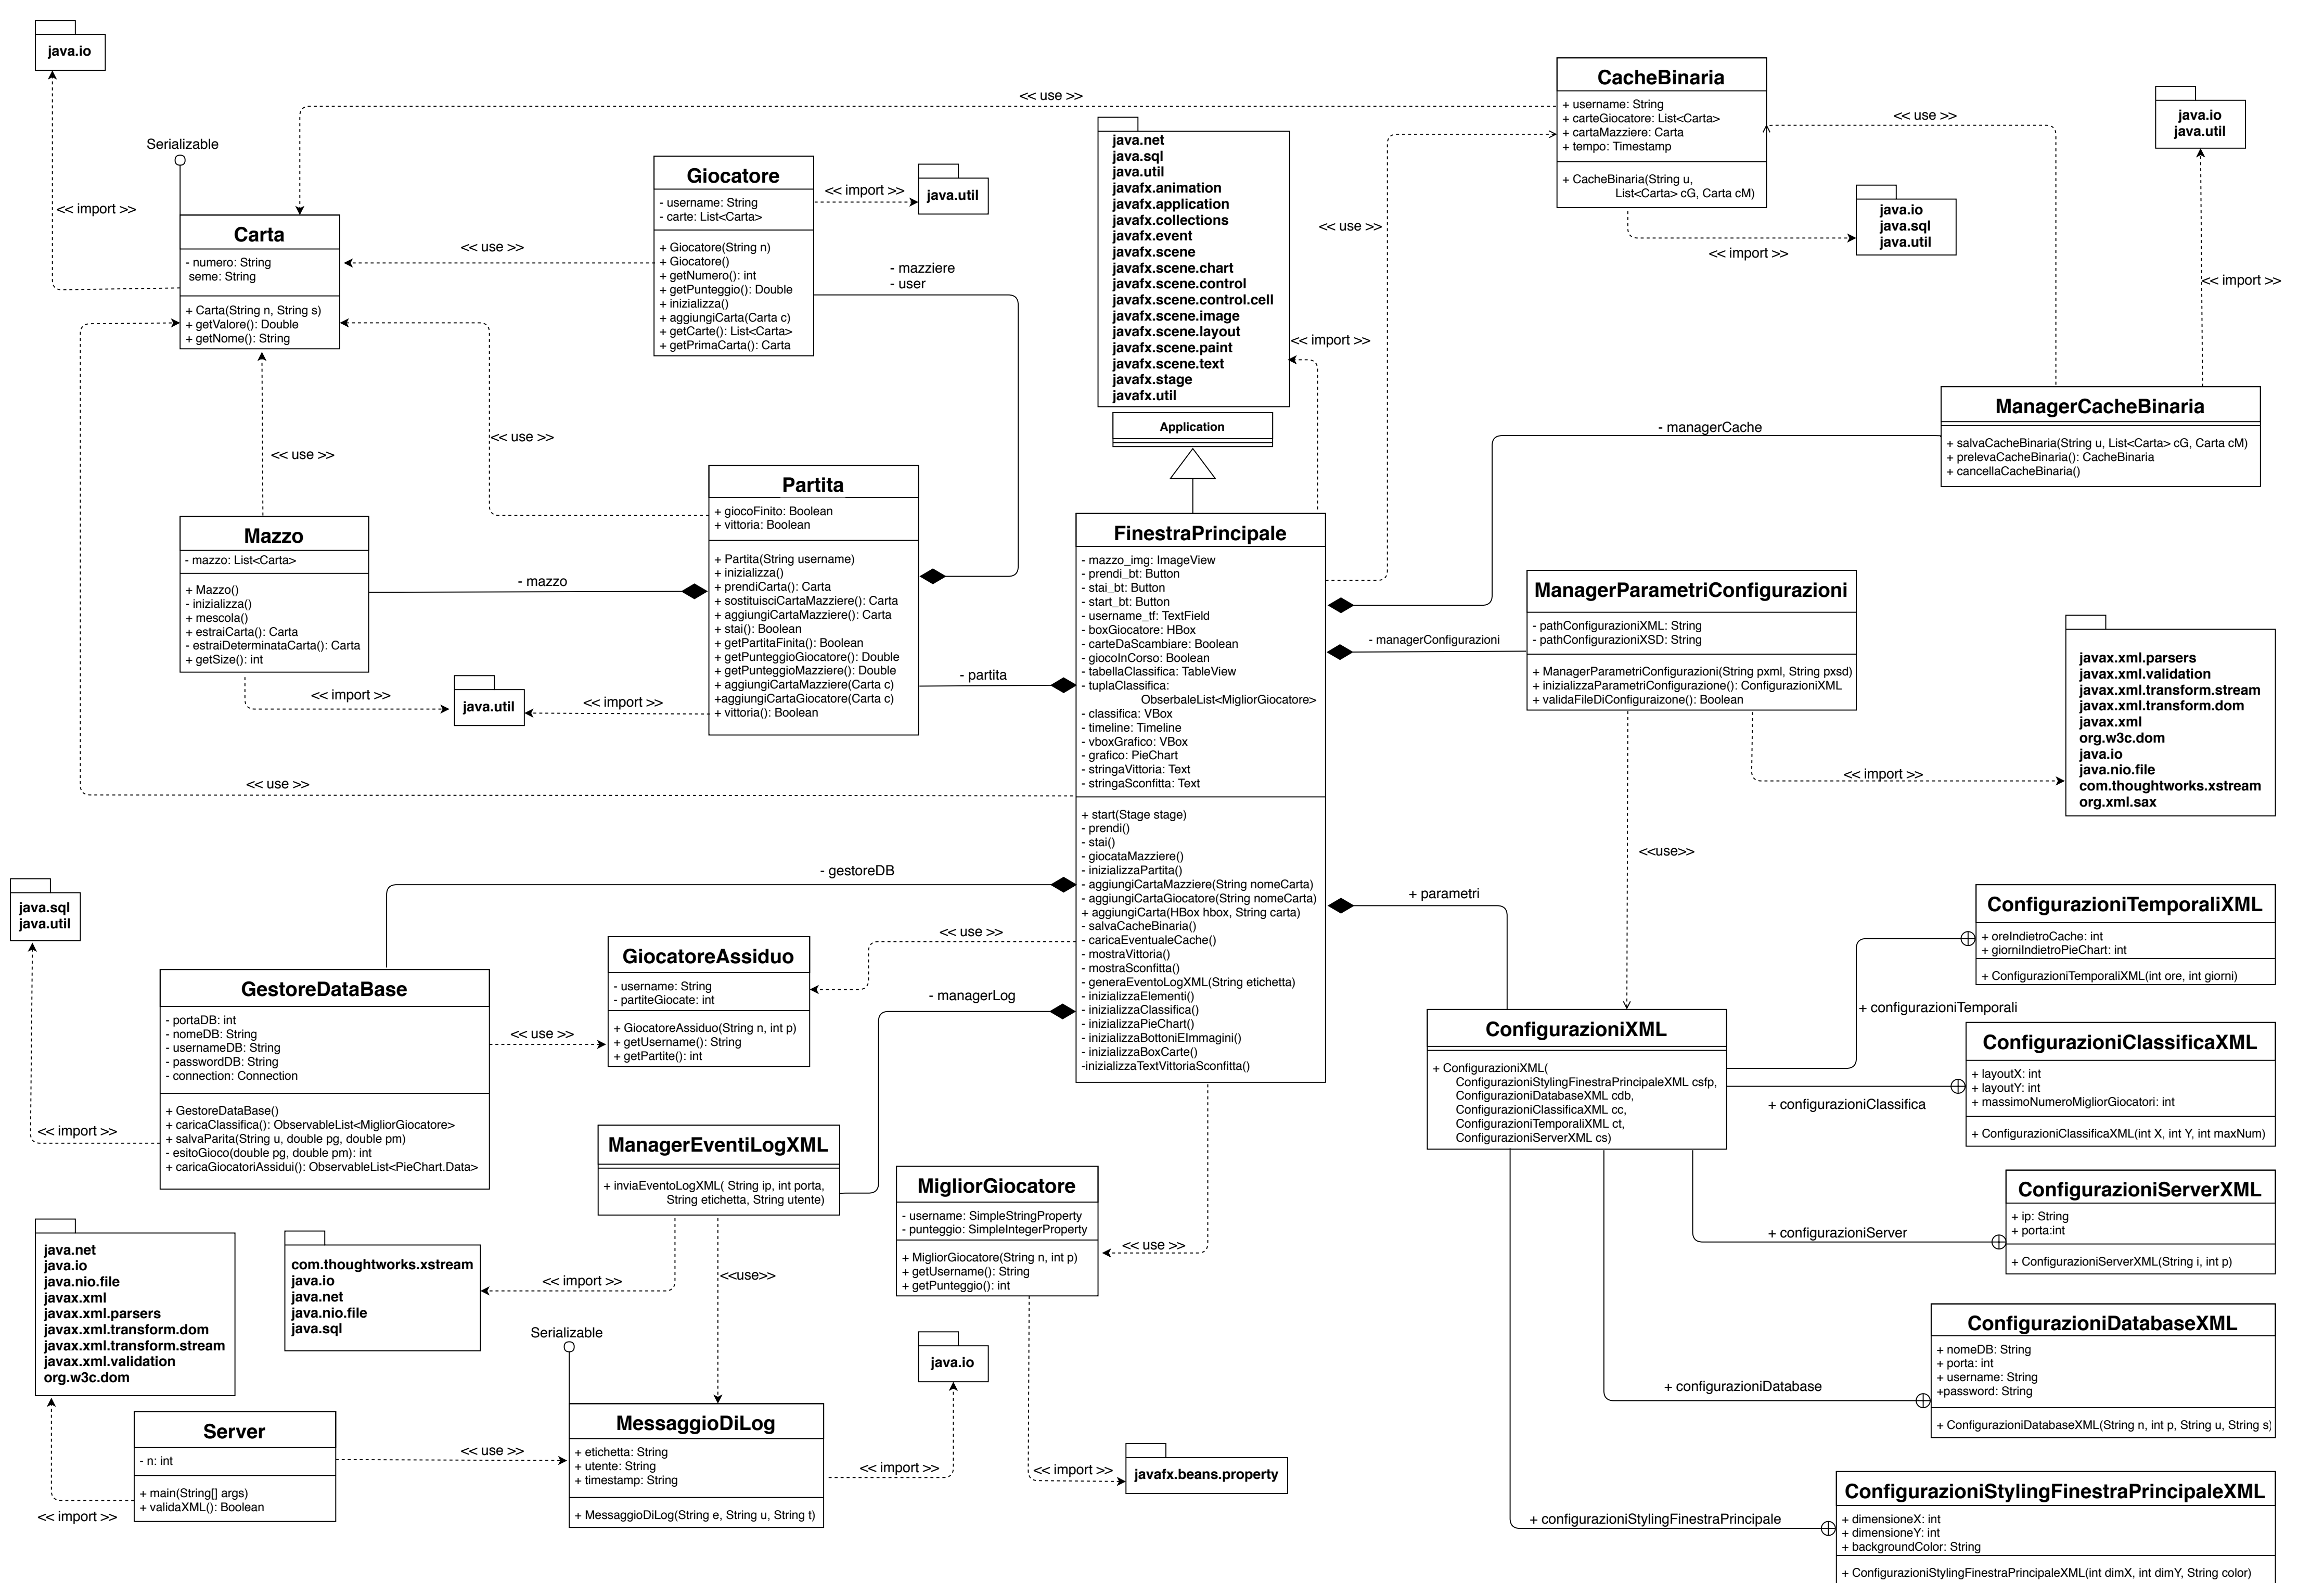 java.io
<< import >>
Serializable
Carta
- numero: String
seme: String
+ Carta(String n, String s)
+ getValore(): Double
+ getNome(): String
<< use >>
<< use >>
Giocatore
- username: String
- carte: List<Carta>
+ Giocatore(String n)
+ Giocatore()
+ getNumero(): int
+ getPunteggio(): Double
+ inizializza()
+ aggiungiCarta(Carta c)
+ getCarte(): List<Carta>
+ getPrimaCarta(): Carta
<< import >>
java.util
- mazziere
- user
java.net
java.sql
java.util
javafx.animation
javafx.application
javafx.collections
javafx.event
javafx.scene
javafx.scene.chart
javafx.scene.control
javafx.scene.control.cell
javafx.scene.image
javafx.scene.layout
javafx.scene.paint
javafx.scene.text
javafx.stage
javafx.util
<< import >>
Application
<< use >>
CacheBinaria
+ username: String
+ carteGiocatore: List<Carta>
+ cartaMazziere: Carta
+ tempo: Timestamp
+ CacheBinaria(String u,
List<Carta> cG, Carta cM)
<< use >>
java.io
java.sql
java.util
<< import >>
java.io
java.util
<< import >>
ManagerCacheBinaria
+ salvaCacheBinaria(String u, List<Carta> cG, Carta cM)
+ prelevaCacheBinaria(): CacheBinaria
+ cancellaCacheBinaria()
- managerCache
<< use >>
<< use >>
Mazzo
- mazzo: List<Carta>
+ Mazzo()
- inizializza()
+ mescola()
+ estraiCarta(): Carta
- estraiDeterminataCarta(): Carta
+ getSize(): int
- mazzo
<< import >>
java.util
<< import >>
Partita
+ giocoFinito: Boolean
+ vittoria: Boolean
+ Partita(String username)
+ inizializza()
+ prendiCarta(): Carta
+ sostituisciCartaMazziere(): Carta
+ aggiungiCartaMazziere(): Carta
+ stai(): Boolean
+ getPartitaFinita(): Boolean
+ getPunteggioGiocatore(): Double
+ getPunteggioMazziere(): Double
+ aggiungiCartaMazziere(Carta c)
+aggiungiCartaGiocatore(Carta c)
+ vittoria(): Boolean
- partita
<< use >>
FinestraPrincipale
- mazzo_img: ImageView
- prendi_bt: Button
- stai_bt: Button
- start_bt: Button
- username_tf: TextField
- boxGiocatore: HBox
- carteDaScambiare: Boolean
- giocoInCorso: Boolean
- tabellaClassifica: TableView
- tuplaClassifica:
ObserbaleList<MigliorGiocatore>
- classifica: VBox
- timeline: Timeline
- vboxGrafico: VBox
- grafico: PieChart
- stringaVittoria: Text
- stringaSconfitta: Text
+ start(Stage stage)
- prendi()
- stai()
- giocataMazziere()
- inizializzaPartita()
- aggiungiCartaMazziere(String nomeCarta)
- aggiungiCartaGiocatore(String nomeCarta)
+ aggiungiCarta(HBox hbox, String carta)
- salvaCacheBinaria()
- caricaEventualeCache()
- mostraVittoria()
- mostraSconfitta()
- generaEventoLogXML(String etichetta)
- inizializzaElementi()
- inizializzaClassifica()
- inizializzaPieChart()
- inizializzaBottoniEImmagini()
- inizializzaBoxCarte()
-inizializzaTextVittoriaSconfitta()
- managerConfigurazioni
ManagerParametriConfigurazioni
- pathConfigurazioniXML: String
- pathConfigurazioniXSD: String
+ ManagerParametriConfigurazioni(String pxml, String pxsd)
+ inizializzaParametriConfigurazione(): ConfigurazioniXML
+ validaFileDiConfiguraizone(): Boolean
<< import >>
javax.xml.parsers
javax.xml.validation
javax.xml.transform.stream
javax.xml.transform.dom
javax.xml
org.w3c.dom
java.io
java.nio.file
com.thoughtworks.xstream
org.xml.sax
<<use>>
+ parametri
- gestoreDB
java.sql
java.util
<< import >>
GestoreDataBase
- portaDB: int
- nomeDB: String
- usernameDB: String
- passwordDB: String
- connection: Connection
+ GestoreDataBase()
+ caricaClassifica(): ObservableList<MigliorGiocatore>
+ salvaParita(String u, double pg, double pm)
- esitoGioco(double pg, double pm): int
+ caricaGiocatoriAssidui(): ObservableList<PieChart.Data>
<< use >>
GiocatoreAssiduo
- username: String
- partiteGiocate: int
+ GiocatoreAssiduo(String n, int p)
+ getUsername(): String
+ getPartite(): int
<< use >>
- managerLog
ManagerEventiLogXML
+ inviaEventoLogXML( String ip, int porta,
String etichetta, String utente)
<< import >>
com.thoughtworks.xstream
java.io
java.net
java.nio.file
java.sql
<<use>>
MigliorGiocatore
- username: SimpleStringProperty
- punteggio: SimpleIntegerProperty
+ MigliorGiocatore(String n, int p)
+ getUsername(): String
+ getPunteggio(): int
<< use >>
<< import >>
javafx.beans.property
java.net
java.io
java.nio.file
javax.xml
javax.xml.parsers
javax.xml.transform.dom
javax.xml.transform.stream
javax.xml.validation
org.w3c.dom
<< import >>
Server
- n: int
+ main(String[] args)
+ validaXML(): Boolean
<< use >>
Serializable
MessaggioDiLog
+ etichetta: String
+ utente: String
+ timestamp: String
+ MessaggioDiLog(String e, String u, String t)
<< import >>
java.io
ConfigurazioniXML
+ ConfigurazioniXML(
ConfigurazioniStylingFinestraPrincipaleXML csfp,
ConfigurazioniDatabaseXML cdb,
ConfigurazioniClassificaXML cc,
ConfigurazioniTemporaliXML ct,
ConfigurazioniServerXML cs)
+ configurazioniTemporali
ConfigurazioniTemporaliXML
+ oreIndietroCache: int
+ giorniIndietroPieChart: int
+ ConfigurazioniTemporaliXML(int ore, int giorni)
+ configurazioniClassifica
ConfigurazioniClassificaXML
+ layoutX: int
+ layoutY: int
+ massimoNumeroMigliorGiocatori: int
+ ConfigurazioniClassificaXML(int X, int Y, int maxNum)
+ configurazioniServer
ConfigurazioniServerXML
+ ip: String
+ porta:int
+ ConfigurazioniServerXML(String i, int p)
+ configurazioniDatabase
ConfigurazioniDatabaseXML
+ nomeDB: String
+ porta: int
+ username: String
+password: String
+ ConfigurazioniDatabaseXML(String n, int p, String u, String s)
+ configurazioniStylingFinestraPrincipale
ConfigurazioniStylingFinestraPrincipaleXML
+ dimensioneX: int
+ dimensioneY: int
+ backgroundColor: String
+ ConfigurazioniStylingFinestraPrincipaleXML(int dimX, int dimY, String color)